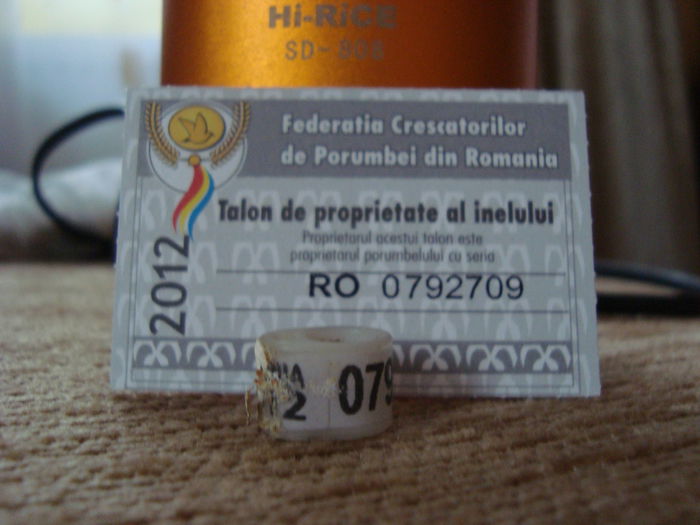 Hi-RiCE
SD-808
Federatia Crescatorilor
de Porumbei din Romania
Talon de proprietate al inelului
Proprietarul acestui talon este
proprietarul porumbelului cu seria
RO 0792709
2012
079